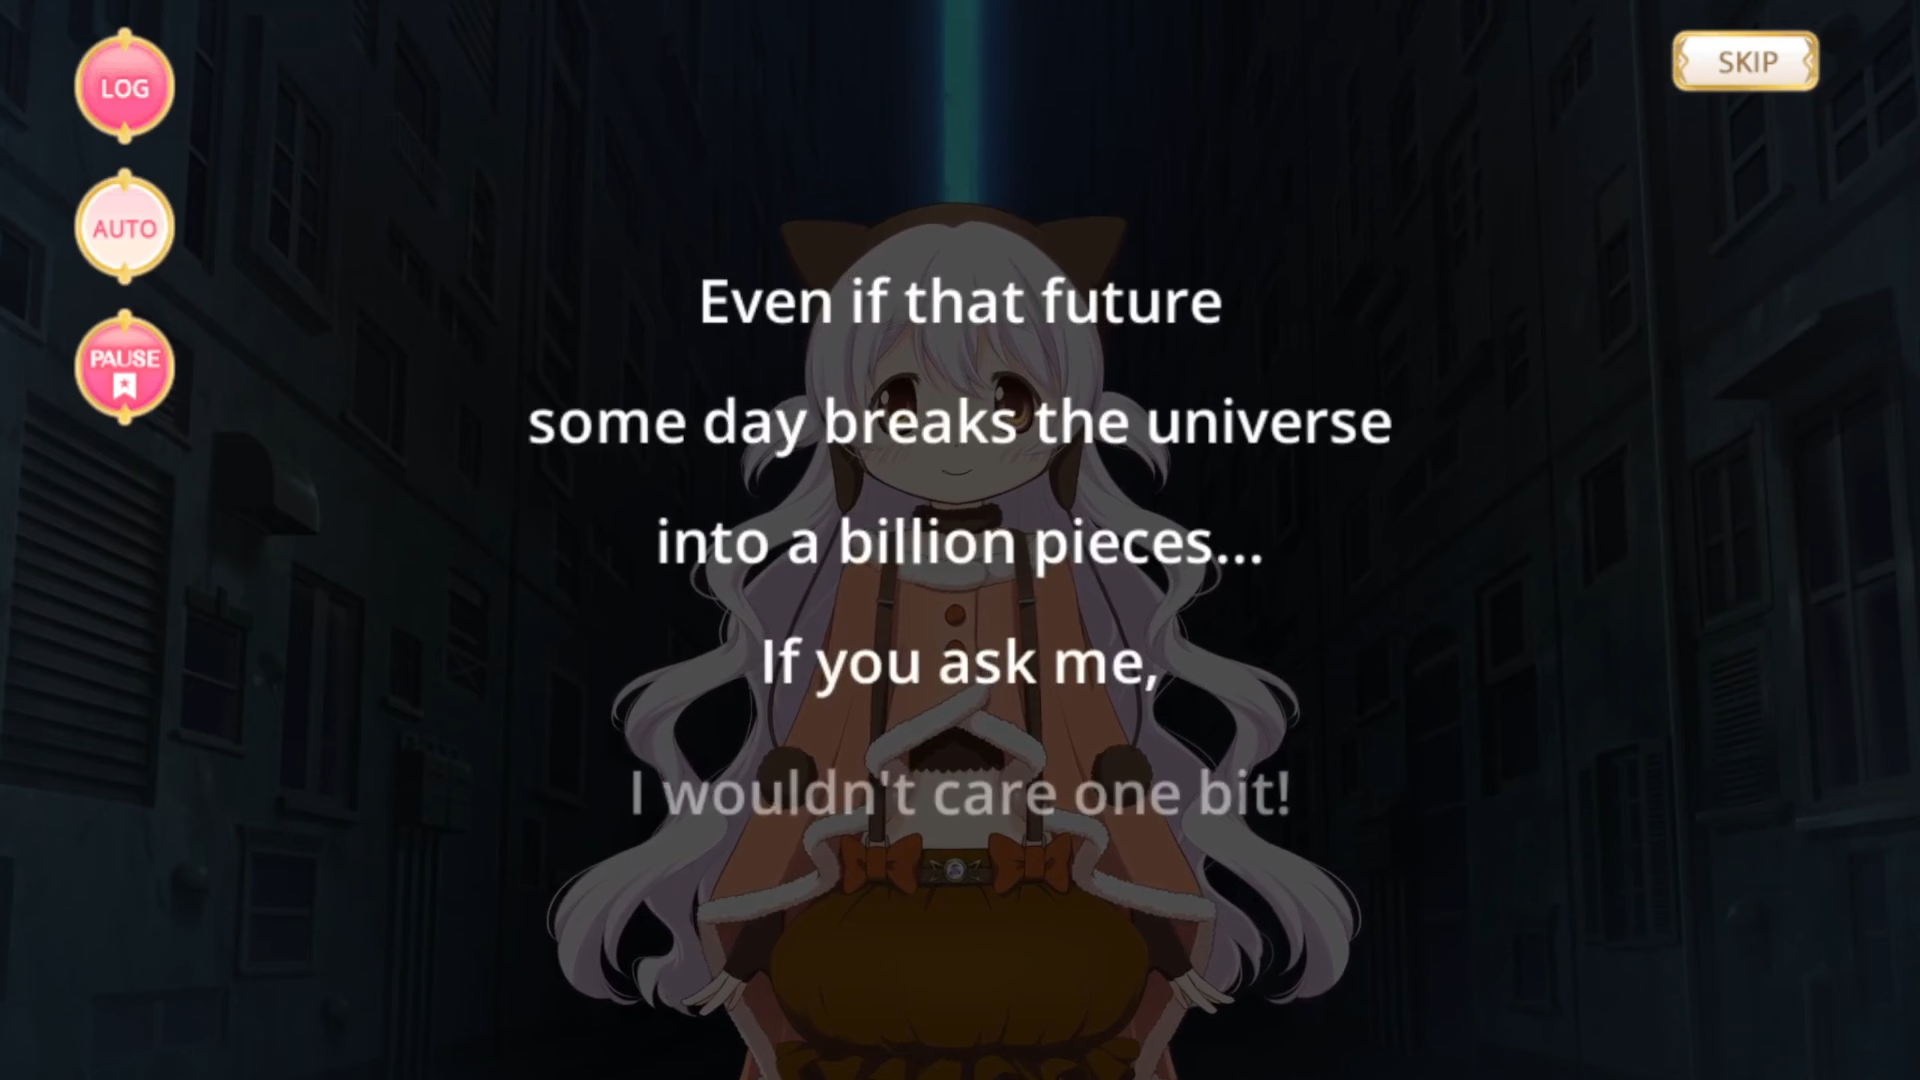 LOG
AUTO
PAUSE
SKIP
Even if that future
some day breaks the universe
into a billion pieces...
If you ask me,
I wouldn't care one bit!